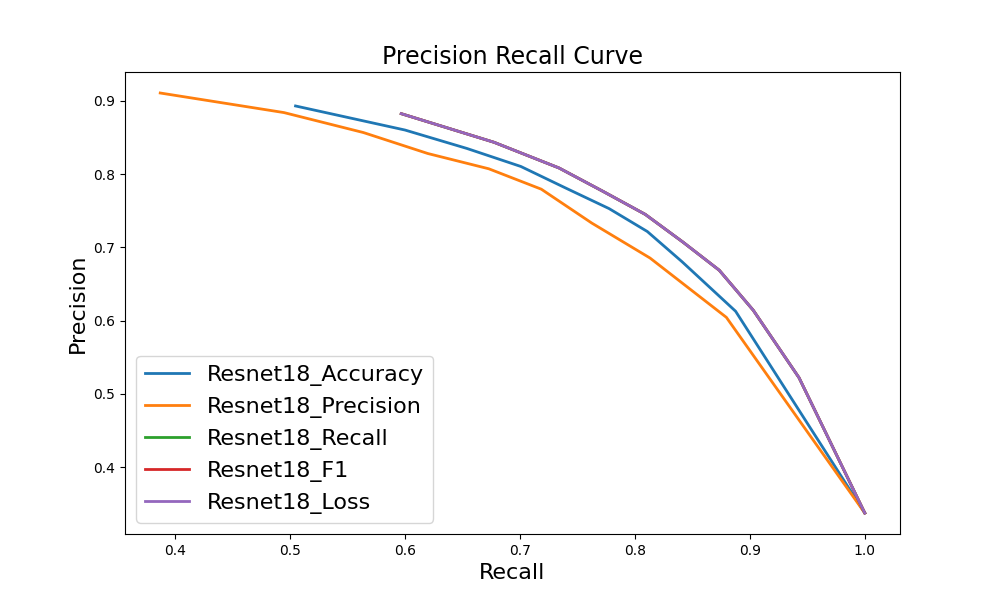 Precision Recall Curve
Precision
0.9
0.8
0.7
0.6
0.5
0.4
Resnet18_Accuracy
Resnet18_Precision
Resnet18_Recall
Resnet18_F1
Resnet18_Loss
0.4 0.5 0.6 0.7 0.8 0.9 1.0
Recall